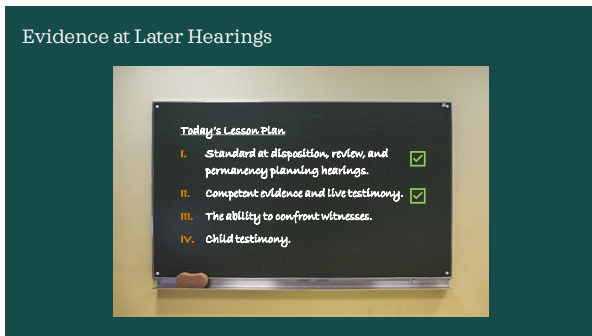 Evidence at Later Hearings
Today's Lesson Plan
I. Standard at disposition, review, and
permanency planning hearings.
II. Competent evidence and live testimony.
III. The ability to confront witnesses.
IV. Child testimony.